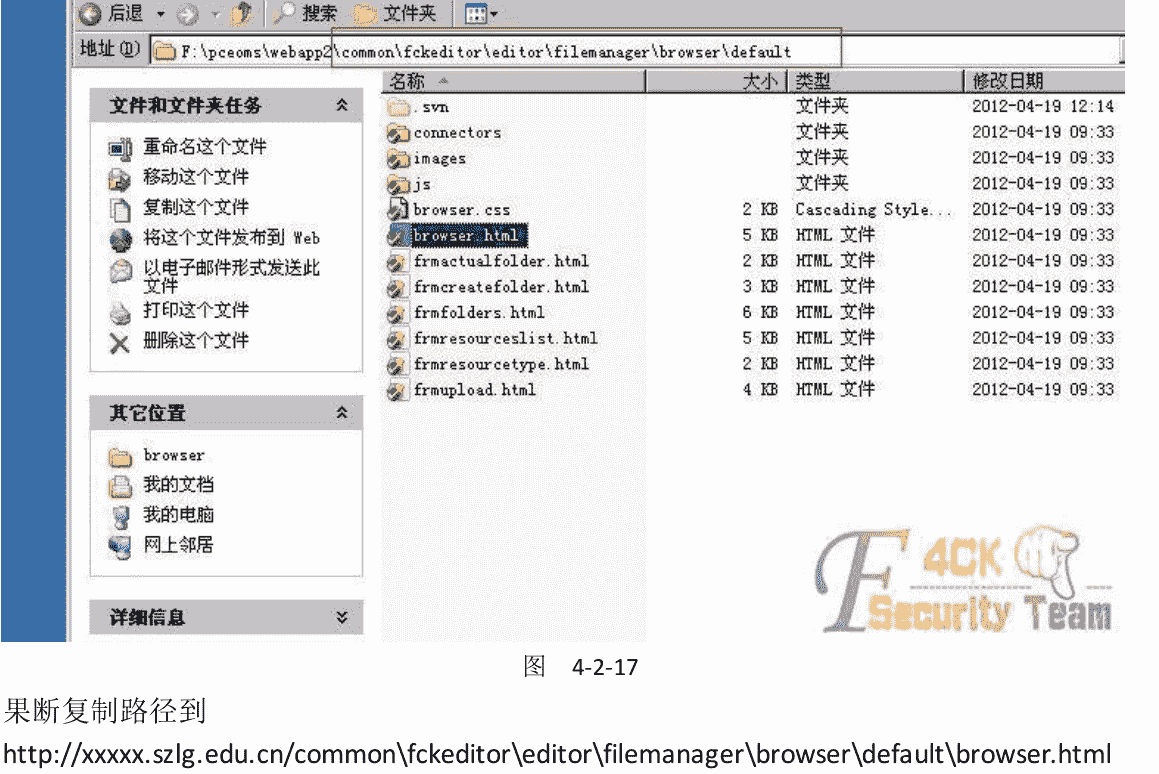 后退 搜索 文件夹
地址(D) F:\pceoms\webapp2\common\fckeditor\editor\filemanager\browser\default
文件和文件夹任务
重命名这个文件
移动这个文件
复制这个文件
将这个文件发布到 Web
以电子邮件形式发送此
文件
打印这个文件
删除这个文件
其它位置
browser
我的文档
我的电脑
网上邻居
详细信息
名称 大小 类型 修改日期
.svn 文件夹 2012-04-19 12:14
connectors 文件夹 2012-04-19 09:33
images 文件夹 2012-04-19 09:33
js 文件夹 2012-04-19 09:33
browser.css 2 KB Cascading Style... 2012-04-19 09:33
browser.html 5 KB HTML 文件 2012-04-19 09:33
frmactualfolder.html 2 KB HTML 文件 2012-04-19 09:33
frmcreatefolder.html 3 KB HTML 文件 2012-04-19 09:33
frmfolders.html 6 KB HTML 文件 2012-04-19 09:33
frmresourceslist.html 5 KB HTML 文件 2012-04-19 09:33
frmresourcetype.html 2 KB HTML 文件 2012-04-19 09:33
frmupload.html 4 KB HTML 文件 2012-04-19 09:33
F4CK
Security Team
图 4-2-17
果断复制路径到
http://xxxxx.szlg.edu.cn/common\fckeditor\editor\filemanager\browser\default\browser.html